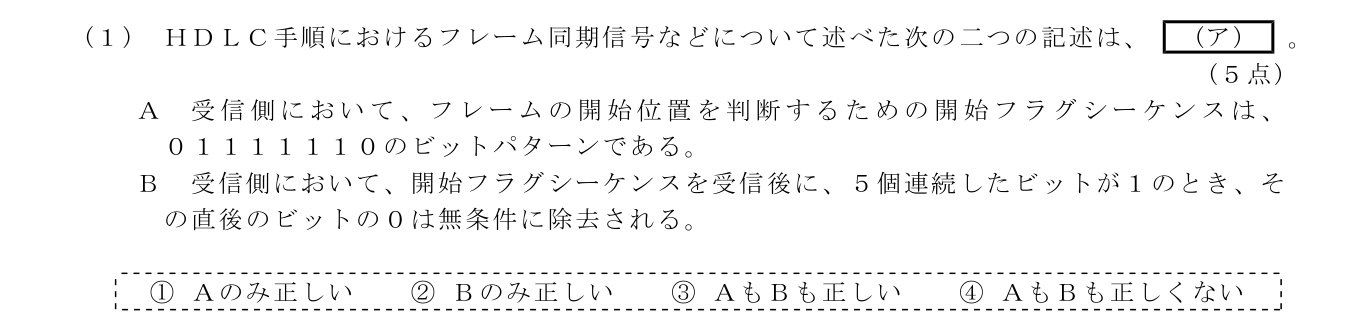 （１） ＨＤＬＣ手順におけるフレーム同期信号などについて述べた次の二つの記述は、 （ア） 。
（５点）
Ａ 受信側において、フレームの開始位置を判断するための開始フラグシーケンスは、
０１１１１１１０のビットパターンである。
Ｂ 受信側において、開始フラグシーケンスを受信後に、５個連続したビットが１のとき、そ
の直後のビットの０は無条件に除去される。
① Ａのみ正しい ② Ｂのみ正しい ③ ＡもＢも正しい ④ ＡもＢも正しくない